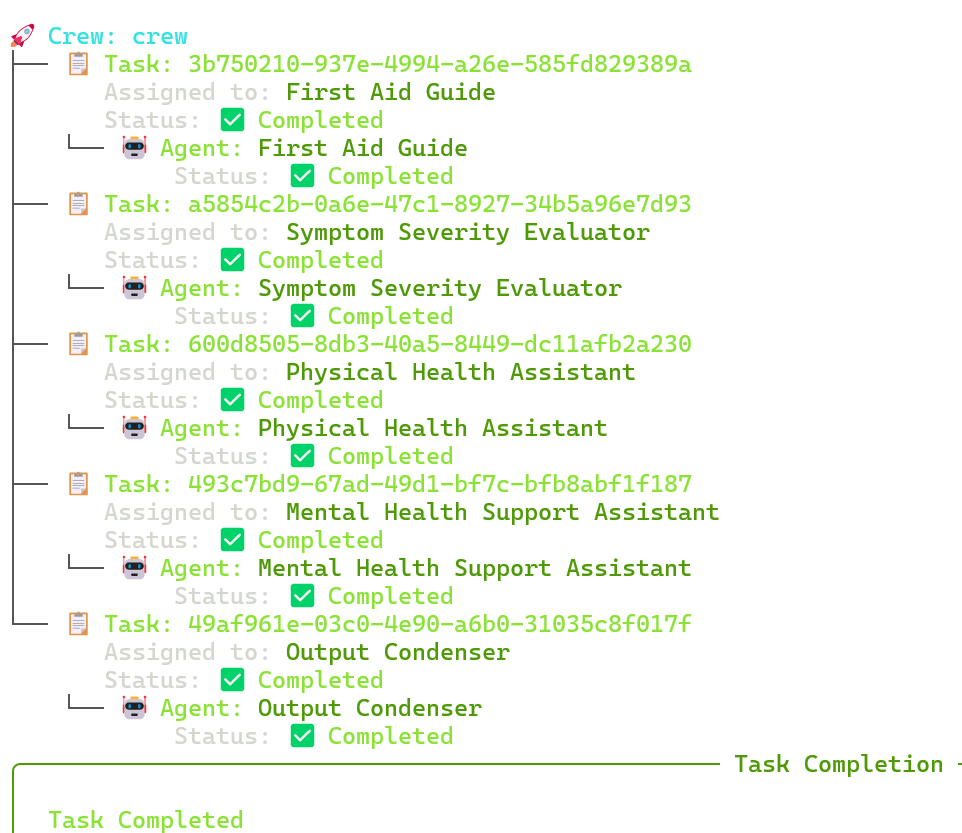 Crew: crew
Task: 3b750210-937e-4994-a26e-585fd829389a
Assigned to: First Aid Guide
Status: ✅ Completed
Agent: First Aid Guide
Status: ✅ Completed
Task: a5854c2b-0a6e-47c1-8927-34b5a96e7d93
Assigned to: Symptom Severity Evaluator
Status: ✅ Completed
Agent: Symptom Severity Evaluator
Status: ✅ Completed
Task: 600d8505-8db3-40a5-8449-dc11afb2a230
Assigned to: Physical Health Assistant
Status: ✅ Completed
Agent: Physical Health Assistant
Status: ✅ Completed
Task: 493c7bd9-67ad-49d1-bf7c-bfb8abf1f187
Assigned to: Mental Health Support Assistant
Status: ✅ Completed
Agent: Mental Health Support Assistant
Status: ✅ Completed
Task: 49af961e-03c0-4e90-a6b0-31035c8f017f
Assigned to: Output Condenser
Status: ✅ Completed
Agent: Output Condenser
Status: ✅ Completed
Task Completion
Task Completed